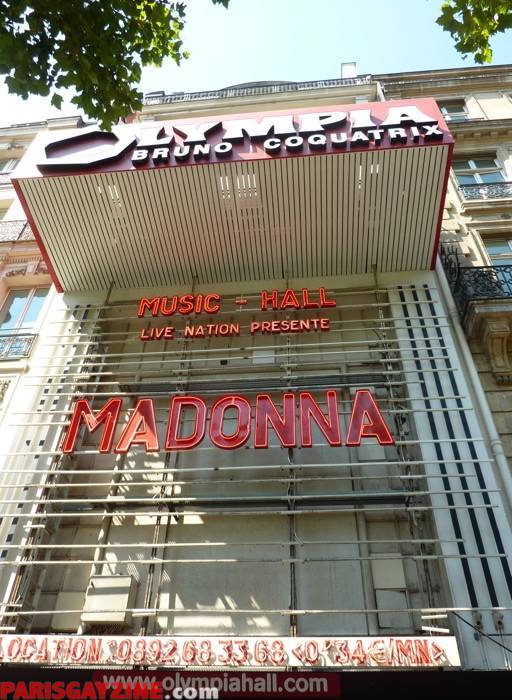 OLYMPIA
BRUNO COQUATRIX
MUSIC - HALL
LIVE NATION PRESENTE
MADONNA
LOCATION 0892.68.33.68 <0.34€/MN>
www.olympiahall.com
PARISGAYZINE.com